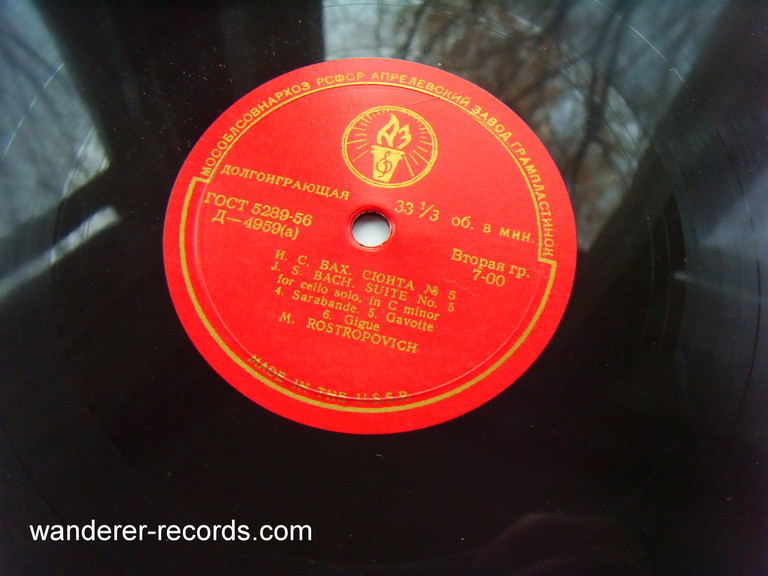 МОСОБЛСОВНАРХОЗ РСФСР АПРЕЛЕВСКИЙ ЗАВОД ГРАМПЛАСТИНОК
АЗ
ДОЛГОИГРАЮЩАЯ
33 1/3 об. в мин.
ГОСТ 5289-56
Д—4959(а)
Вторая гр.
7-00
И. С. БАХ. СЮИТА № 5
J. S. BACH. SUITE No. 5
for cello solo, in C minor
4. Sarabande. 5. Gavotte
6. Gigue
M. ROSTROPOVICH
MADE IN THE U.S.S.R.
wanderer-records.com